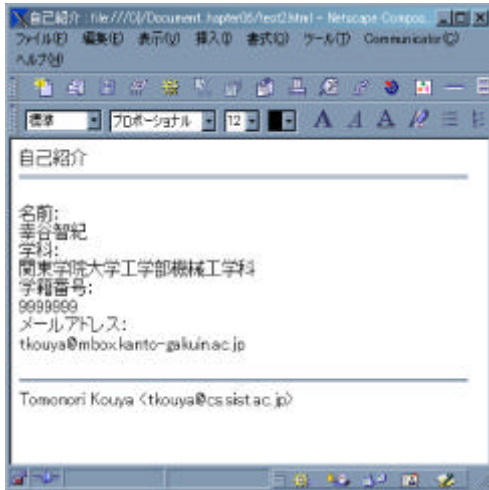 自己紹介 : file:///C|/Document. hapter06/test2.html - Netscape Compos.
ファイル(F) 編集(E) 表示(V) 挿入(I) 書式(O) ツール(T) Communicator(C)
ヘルプ(H)
標準 プロポーショナル 12
自己紹介
名前:
幸谷智紀
学科:
関東学院大学工学部機械工学科
学籍番号:
9999999
メールアドレス:
tkouya@mbox.kanto-gakuin.ac.jp
Tomonori Kouya <tkouya@cs.sist.ac.jp>